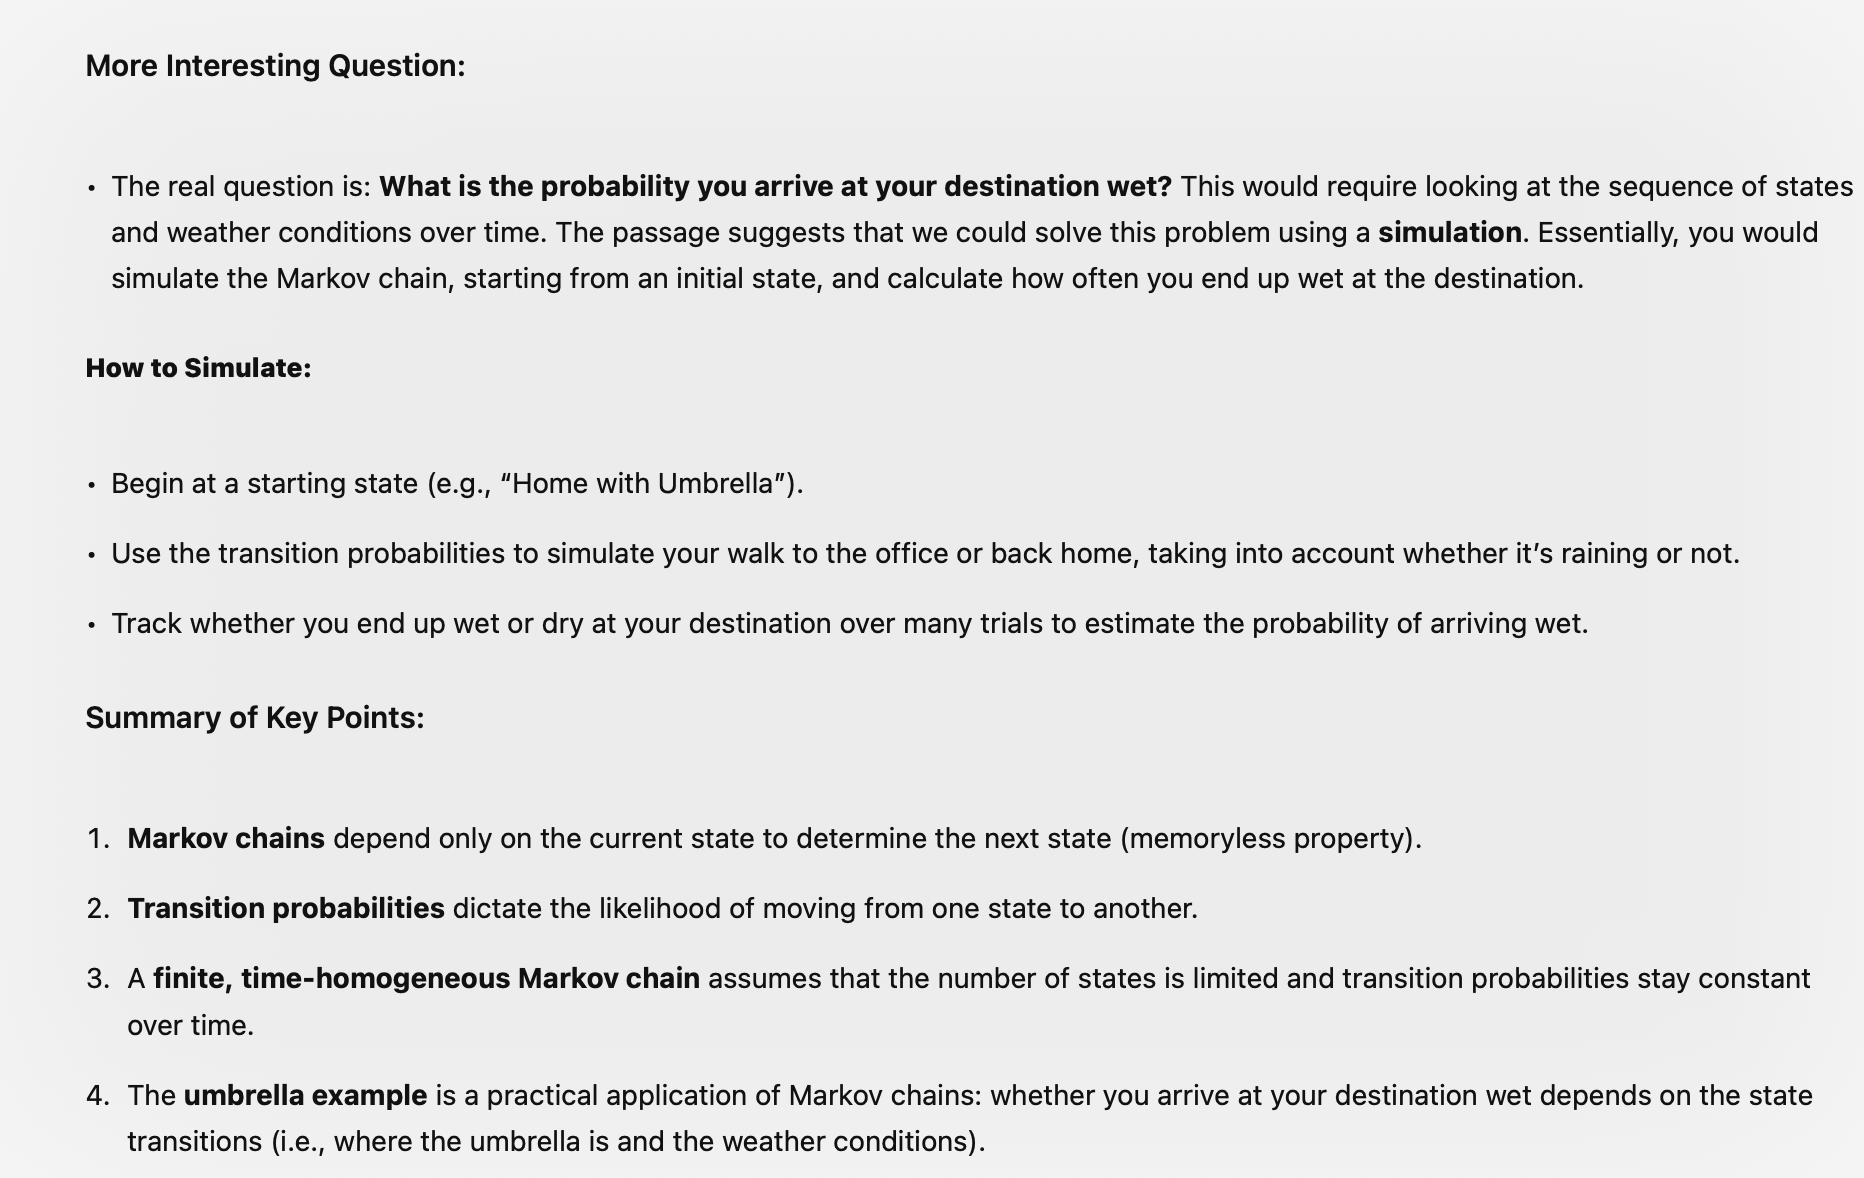 More Interesting Question:
• The real question is: What is the probability you arrive at your destination wet? This would require looking at the sequence of states
and weather conditions over time. The passage suggests that we could solve this problem using a simulation. Essentially, you would
simulate the Markov chain, starting from an initial state, and calculate how often you end up wet at the destination.
How to Simulate:
• Begin at a starting state (e.g., “Home with Umbrella”).
• Use the transition probabilities to simulate your walk to the office or back home, taking into account whether it’s raining or not.
• Track whether you end up wet or dry at your destination over many trials to estimate the probability of arriving wet.
Summary of Key Points:
1. Markov chains depend only on the current state to determine the next state (memoryless property).
2. Transition probabilities dictate the likelihood of moving from one state to another.
3. A finite, time-homogeneous Markov chain assumes that the number of states is limited and transition probabilities stay constant
over time.
4. The umbrella example is a practical application of Markov chains: whether you arrive at your destination wet depends on the state
transitions (i.e., where the umbrella is and the weather conditions).